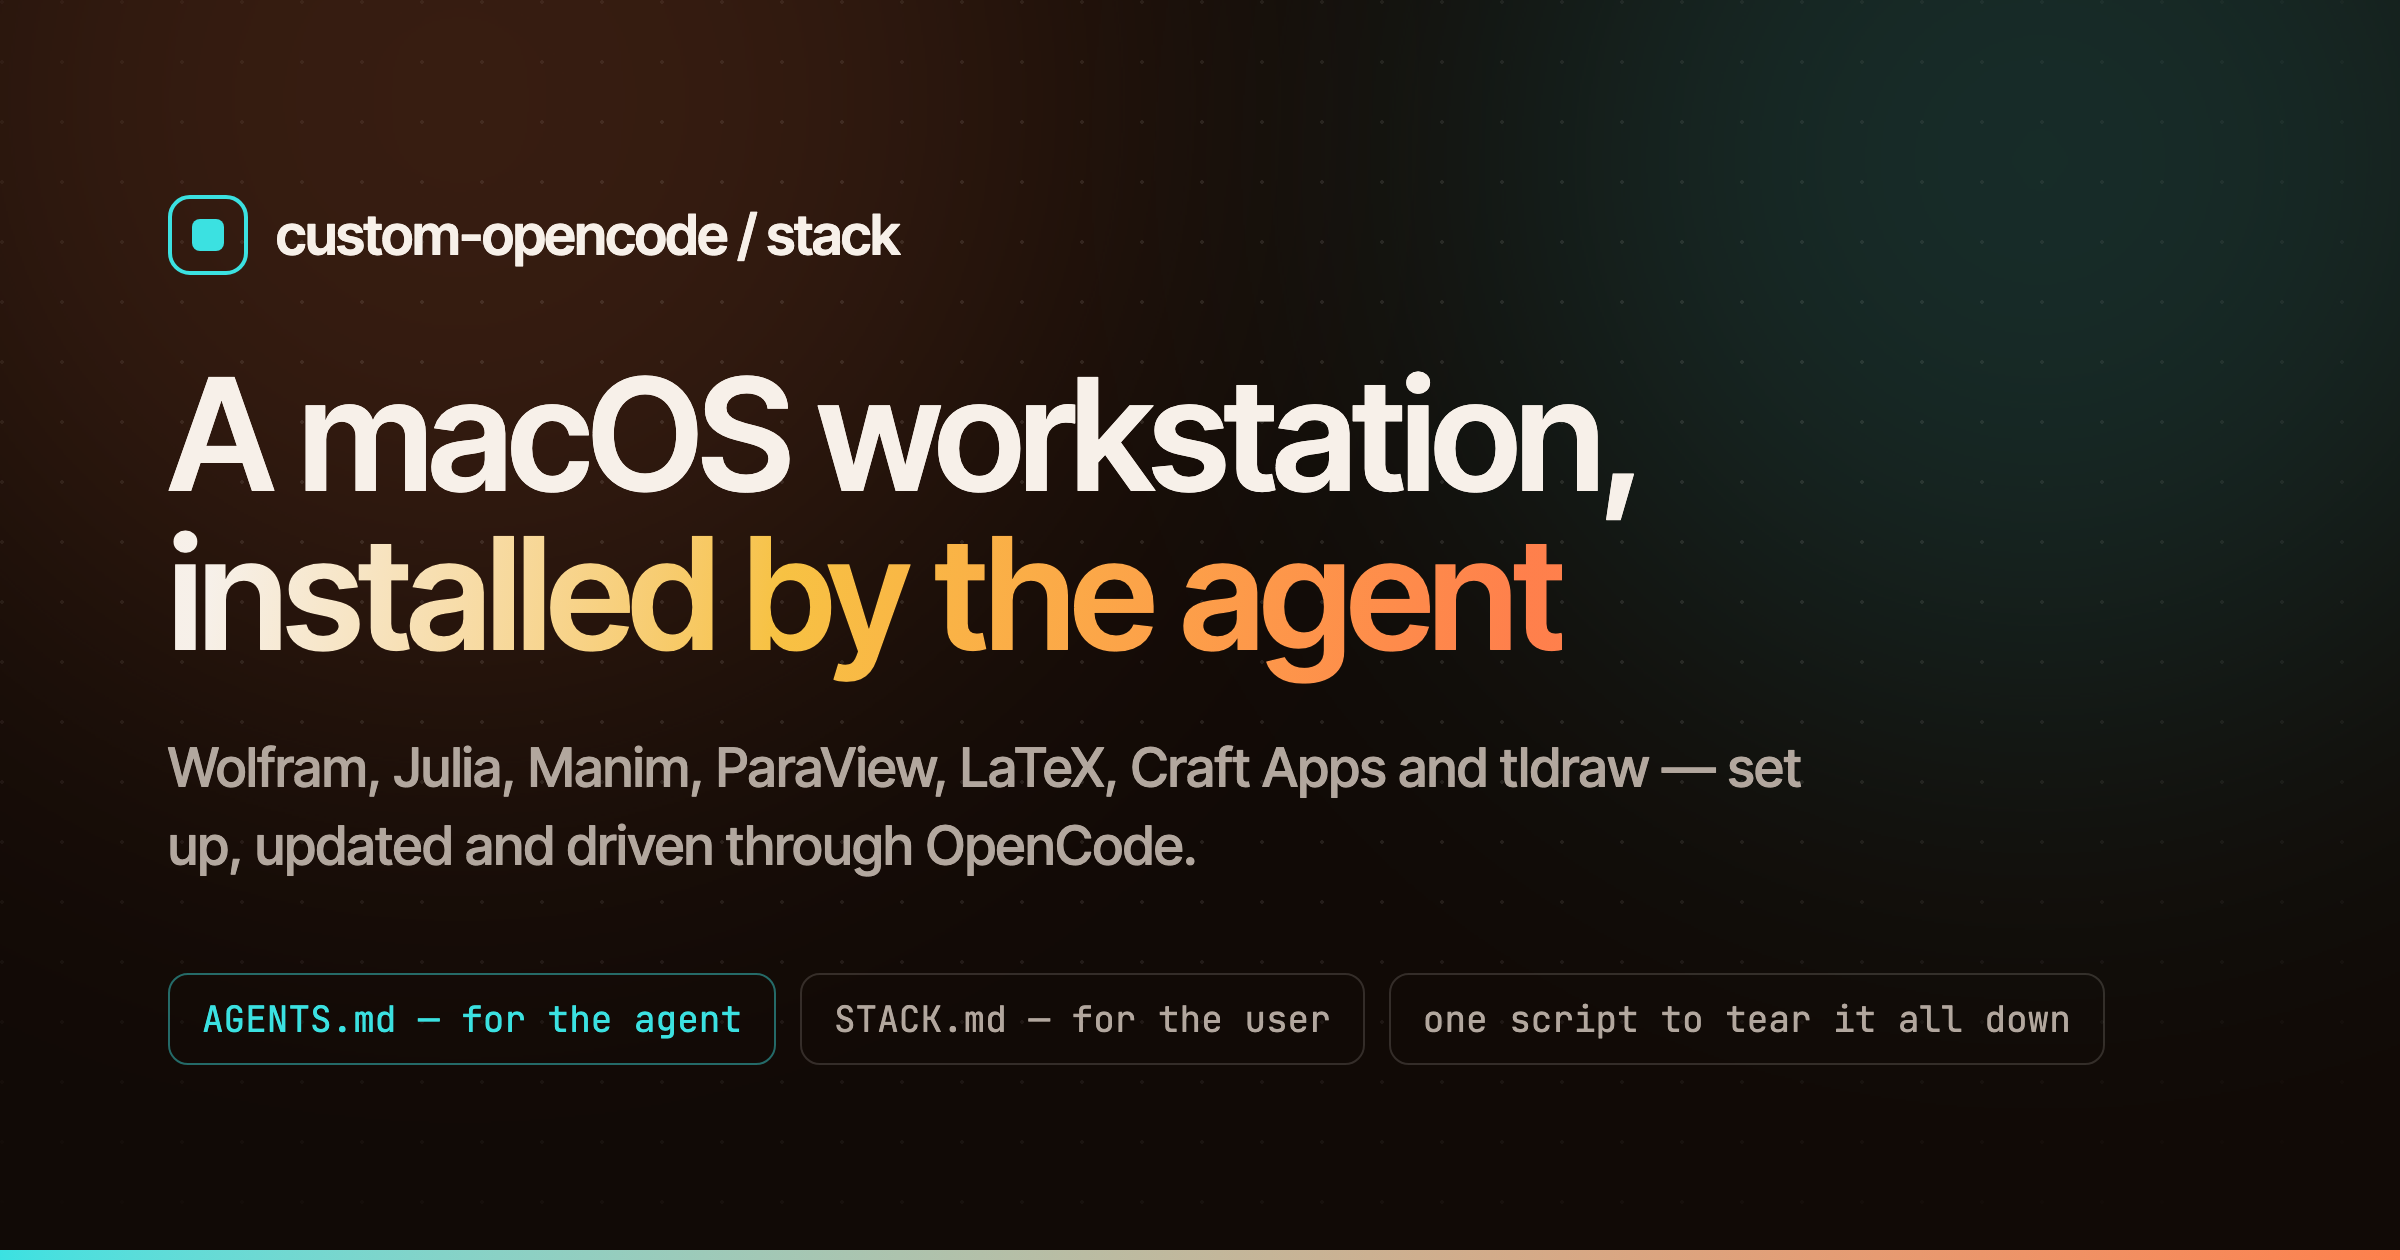 custom-opencode / stack
A macOS workstation,
installed by the agent
Wolfram, Julia, Manim, ParaView, LaTeX, Craft Apps and tldraw — set
up, updated and driven through OpenCode.
AGENTS.md — for the agent
STACK.md — for the user
one script to tear it all down